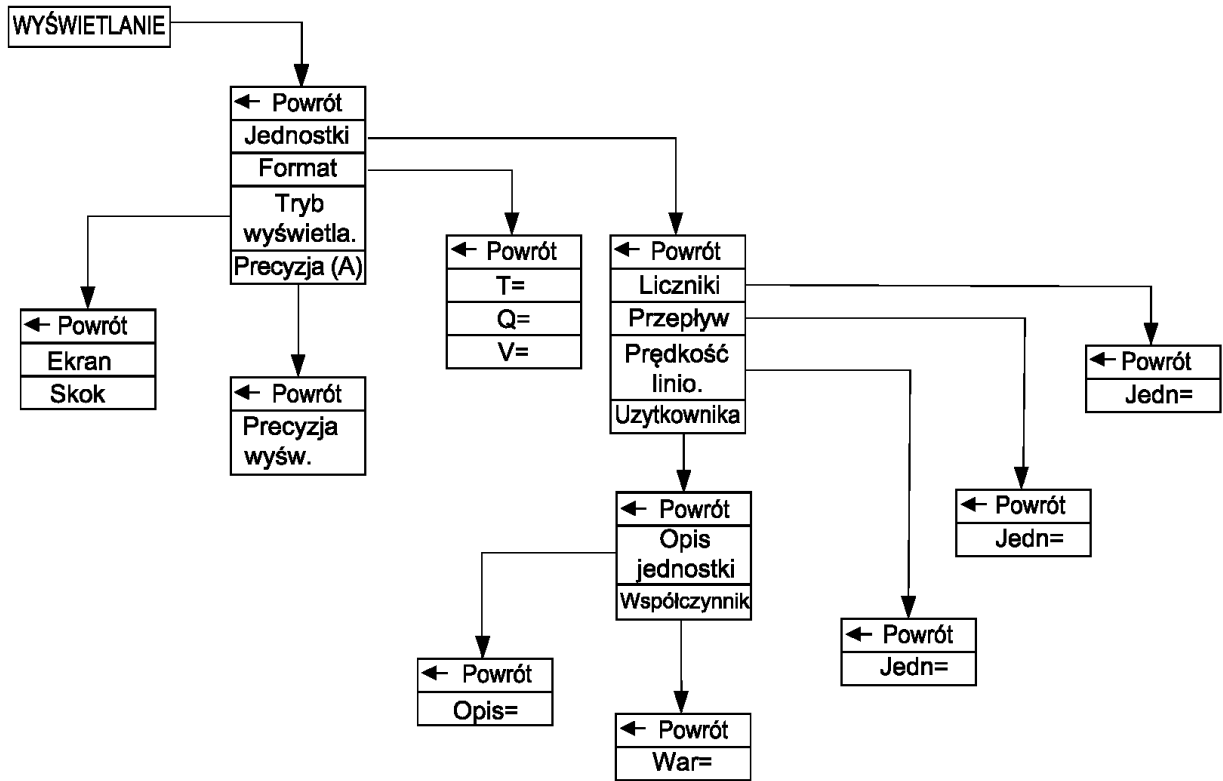 WYŚWIETLANIE
← Powrót
Jednostki
Format
Tryb
wyświetla.
Precyzja (A)
← Powrót
Ekran
Skok
← Powrót
Precyzja
wyśw.
← Powrót
T=
Q=
V=
← Powrót
Liczniki
Przepływ
Prędkość
linio.
Uzytkownika
← Powrót
Jedn=
← Powrót
Jedn=
← Powrót
Jedn=
← Powrót
Opis
jednostki
Współczynnik
← Powrót
Opis=
← Powrót
War=